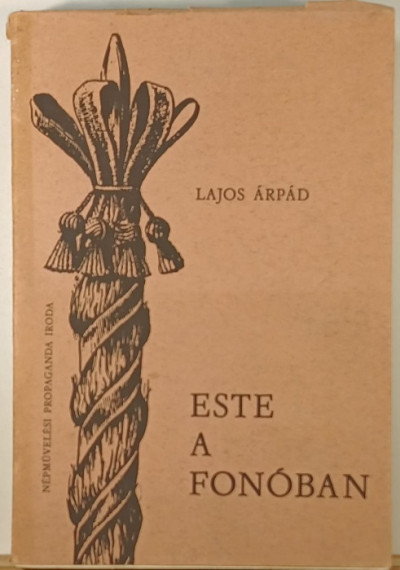 LAJOS ÁRPÁD
ESTE
A
FONÓBAN
NÉPMŰVELÉSI PROPAGANDA IRODA